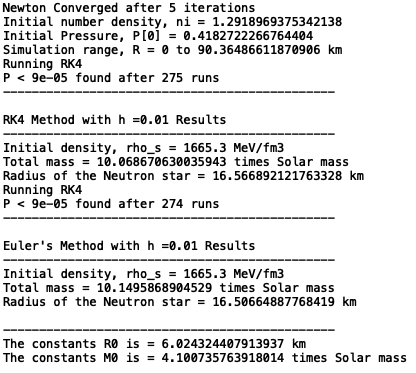 Newton Converged after 5 iterations
Initial number density, ni = 1.2918969375342138
Initial Pressure, P[0] = 0.4182722266764404
Simulation range, R = 0 to 90.36486611870906 km
Running RK4
P < 9e-05 found after 275 runs
-----------------------------------------------
RK4 Method with h =0.01 Results
-----------------------------------------------
Initial density, rho_s = 1665.3 MeV/fm3
Total mass = 10.068670630035943 times Solar mass
Radius of the Neutron star = 16.566892121763328 km
Running RK4
P < 9e-05 found after 274 runs
-----------------------------------------------
Euler's Method with h =0.01 Results
-----------------------------------------------
Initial density, rho_s = 1665.3 MeV/fm3
Total mass = 10.1495868904529 times Solar mass
Radius of the Neutron star = 16.50664887768419 km
-----------------------------------------------
The constants R0 is = 6.024324407913937 km
The constants M0 is = 4.100735763918014 times Solar mass